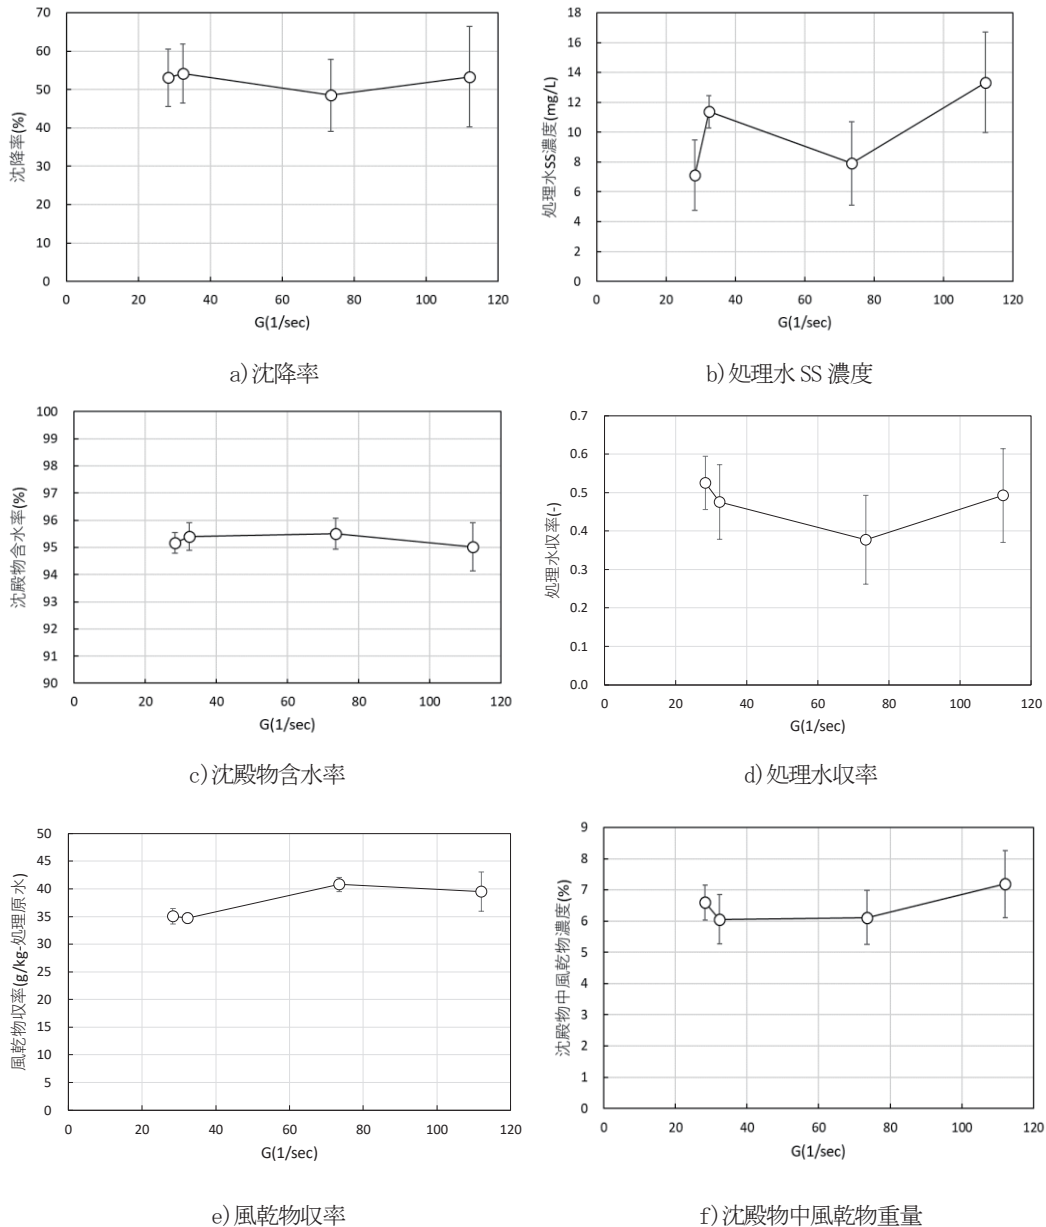 70
60
50
40
30
20
10
0
沈降率(%)
0 20 40 60 80 100 120
G(1/sec)
a)沈降率
18
16
14
12
10
8
6
4
2
0
処理水SS濃度(mg/L)
0 20 40 60 80 100 120
G(1/sec)
b)処理水 SS 濃度
100
99
98
97
96
95
94
93
92
91
90
沈殿物含水率(%)
0 20 40 60 80 100 120
G(1/sec)
c)沈殿物含水率
0.7
0.6
0.5
0.4
0.3
0.2
0.1
0.0
処理水収率(-)
0 20 40 60 80 100 120
G(1/sec)
d)処理水収率
50
45
40
35
30
25
20
15
10
5
0
風乾物収率(g/kg-処理原水)
0 20 40 60 80 100 120
G(1/sec)
e)風乾物収率
9
8
7
6
5
4
3
2
1
0
沈殿物中風乾物濃度(%)
0 20 40 60 80 100 120
G(1/sec)
f)沈殿物中風乾物重量